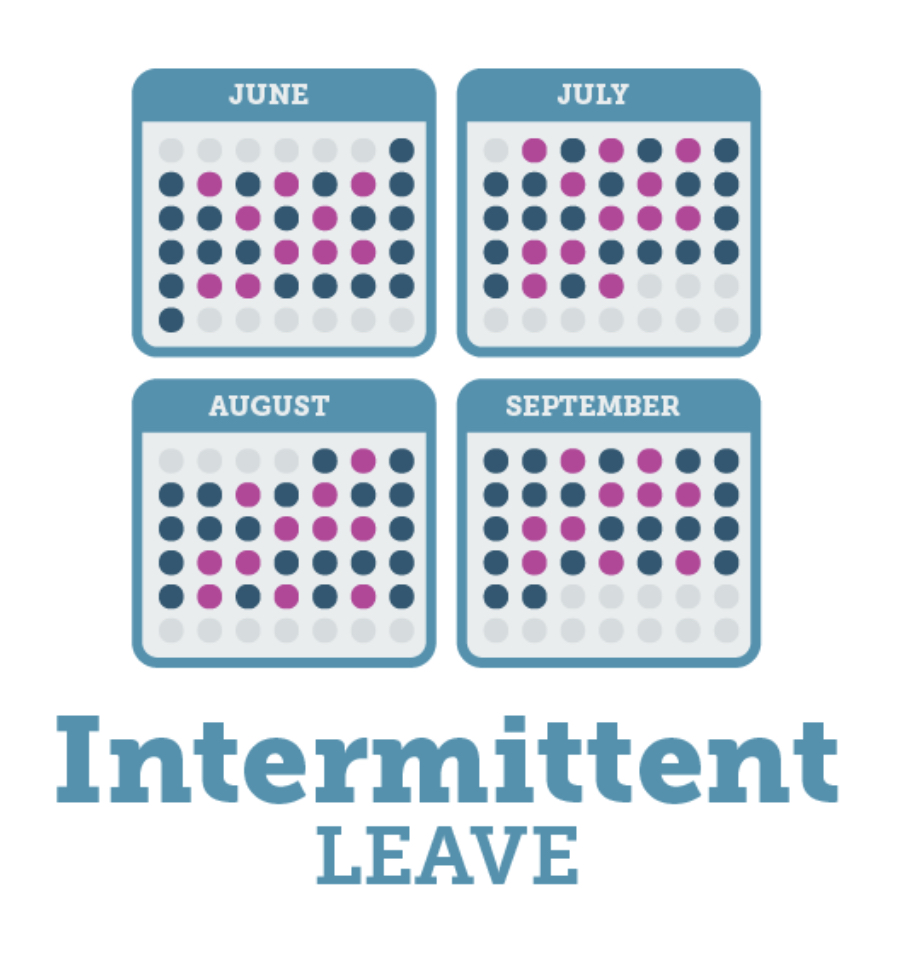 JUNE
JULY
AUGUST
SEPTEMBER
Intermittent
LEAVE